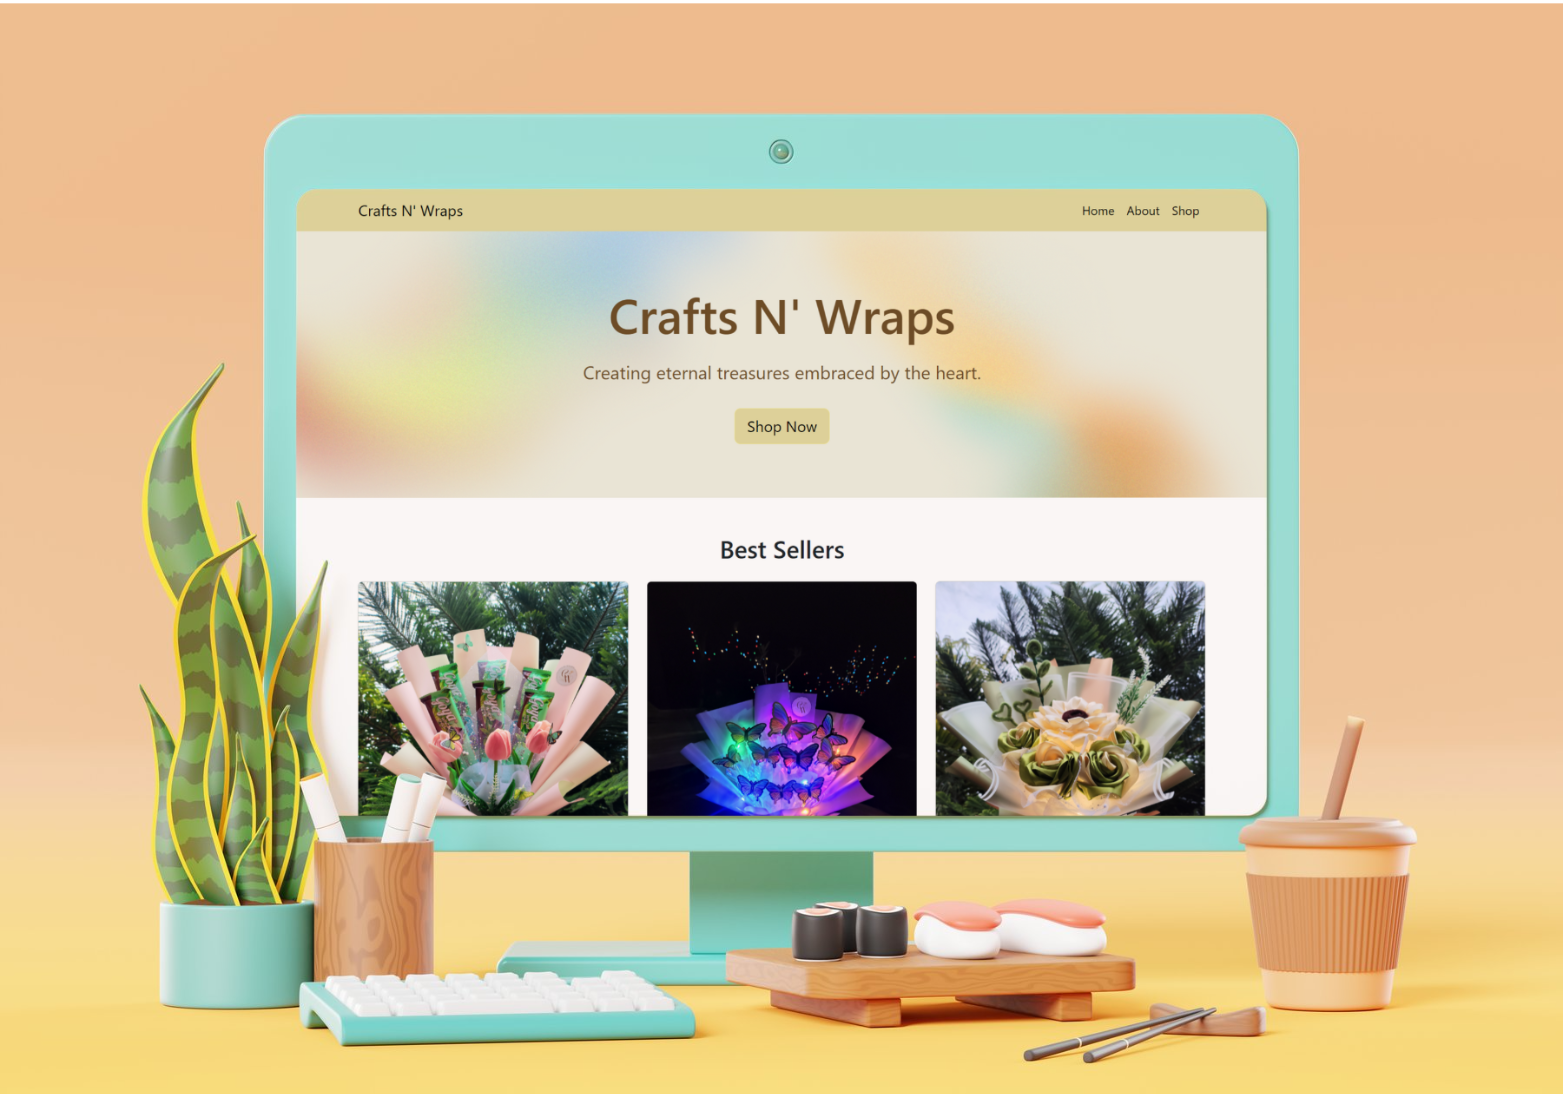 Crafts N' Wraps
Home About Shop
Crafts N' Wraps
Creating eternal treasures embraced by the heart.
Shop Now
Best Sellers